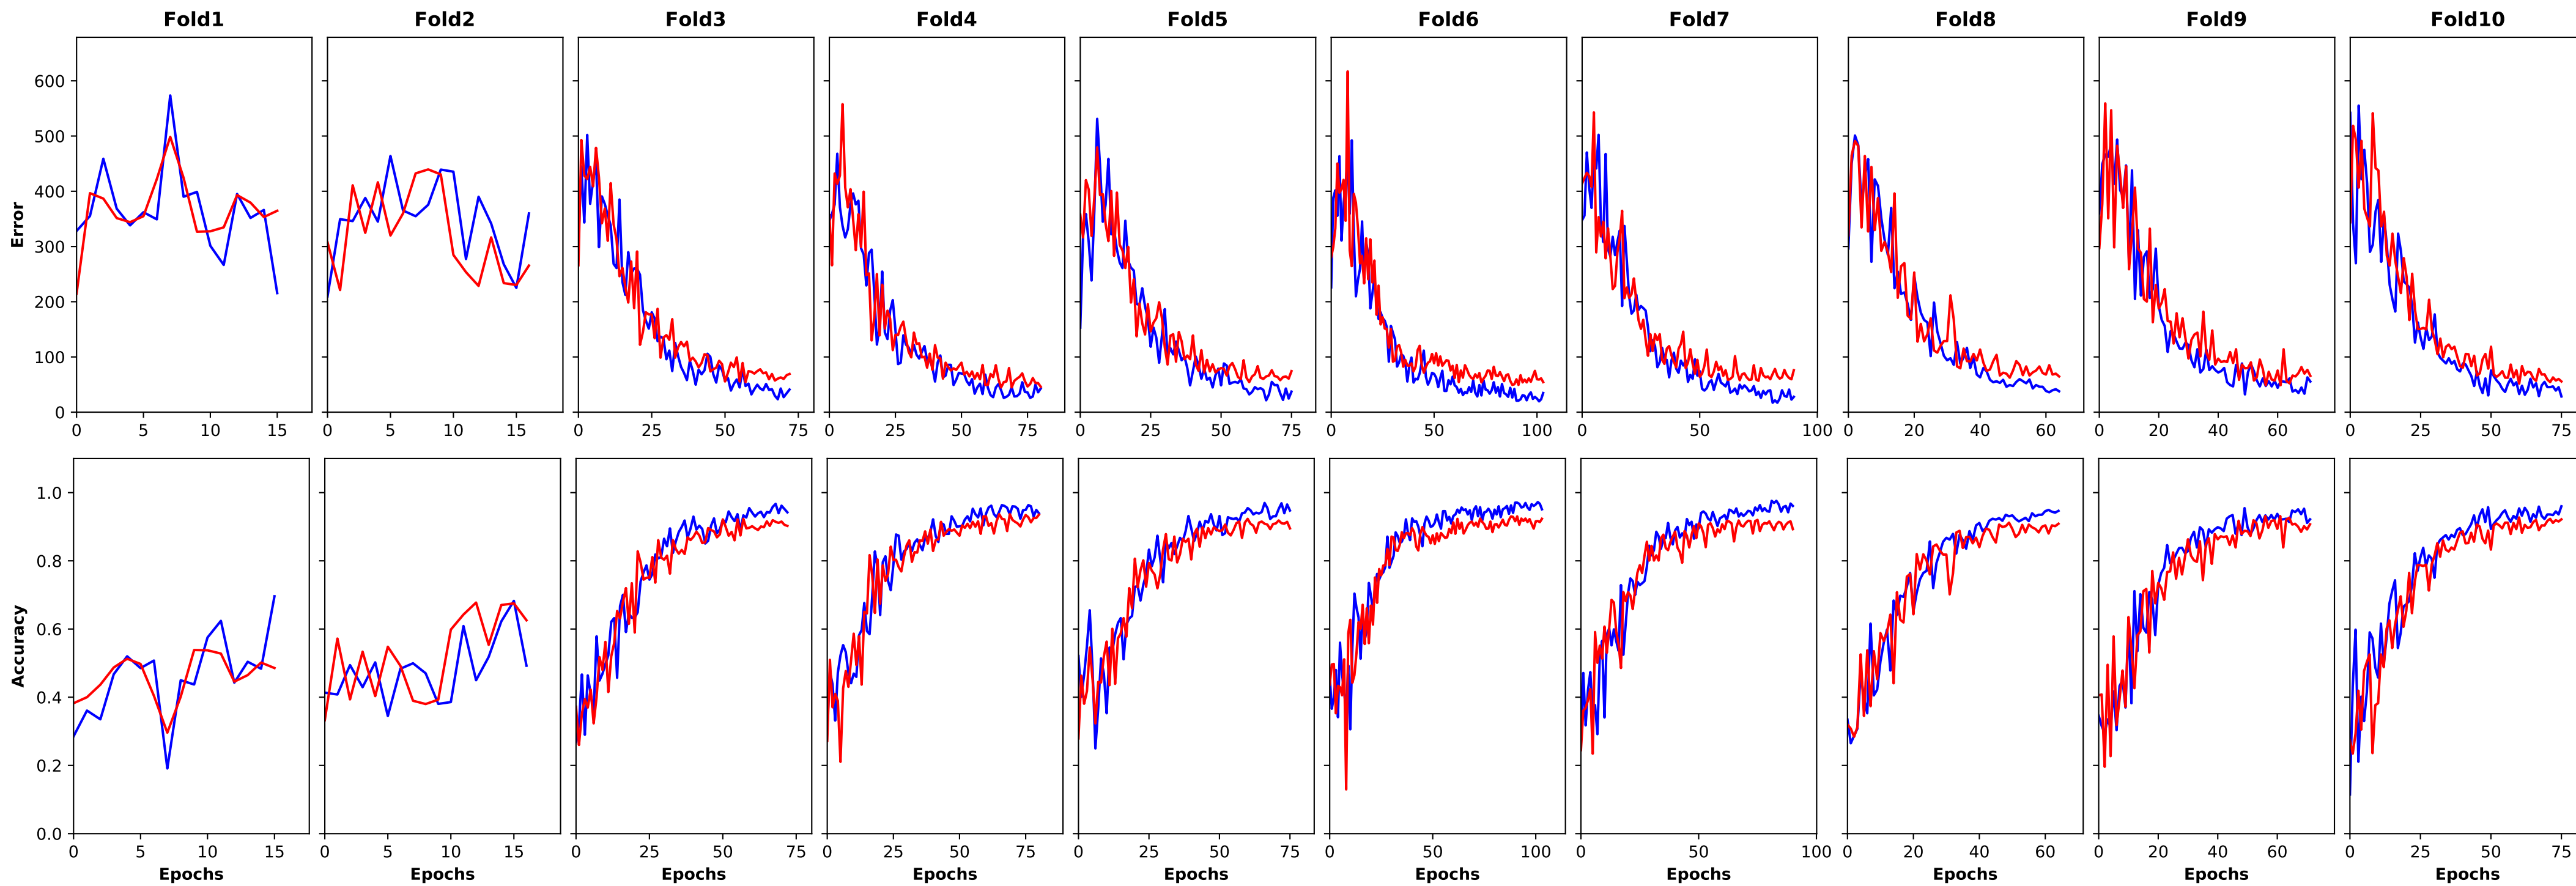 Fold1 Fold2 Fold3 Fold4 Fold5 Fold6 Fold7 Fold8 Fold9 Fold10
600
500
400
300
200
100
0
Error
0 5 10 15 0 5 10 15 0 25 50 75 0 25 50 75 0 25 50 75 0 50 100 0 50 100 0 20 40 60 0 20 40 60 0 25 50 75
1.0
0.8
0.6
0.4
0.2
0.0
Accuracy
0 5 10 15 0 5 10 15 0 25 50 75 0 25 50 75 0 25 50 75 0 50 100 0 50 100 0 20 40 60 0 20 40 60 0 25 50 75
Epochs Epochs Epochs Epochs Epochs Epochs Epochs Epochs Epochs Epochs